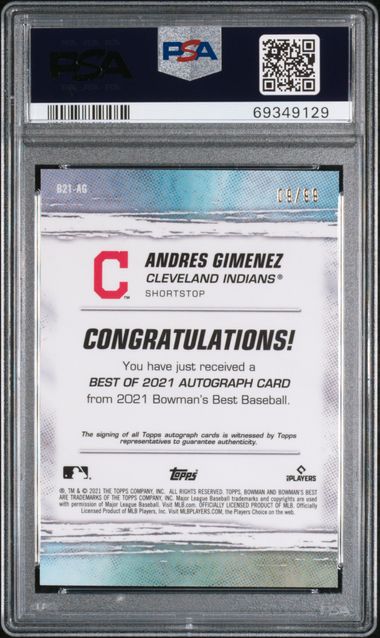 PSA
PSA
69349129
B21-AG
09/99
C
ANDRES GIMENEZ
CLEVELAND INDIANS®
SHORTSTOP
CONGRATULATIONS!
You have just received a
BEST OF 2021 AUTOGRAPH CARD
from 2021 Bowman's Best Baseball.
The signing of all Topps autograph cards is witnessed by Topps
representatives to guarantee authenticity.
Topps
PLAYERS
®, TM & © 2021 THE TOPPS COMPANY, INC. ALL RIGHTS RESERVED. TOPPS, BOWMAN AND BOWMAN'S BEST
ARE TRADEMARKS OF THE TOPPS COMPANY, INC. Major League Baseball trademarks and copyrights are used
with permission of Major League Baseball. Visit MLB.com. OFFICIALLY LICENSED PRODUCT OF MLB. Officially
Licensed Product of MLB Players, Inc. Visit MLBPLAYERS.COM, the Players Choice on the web.